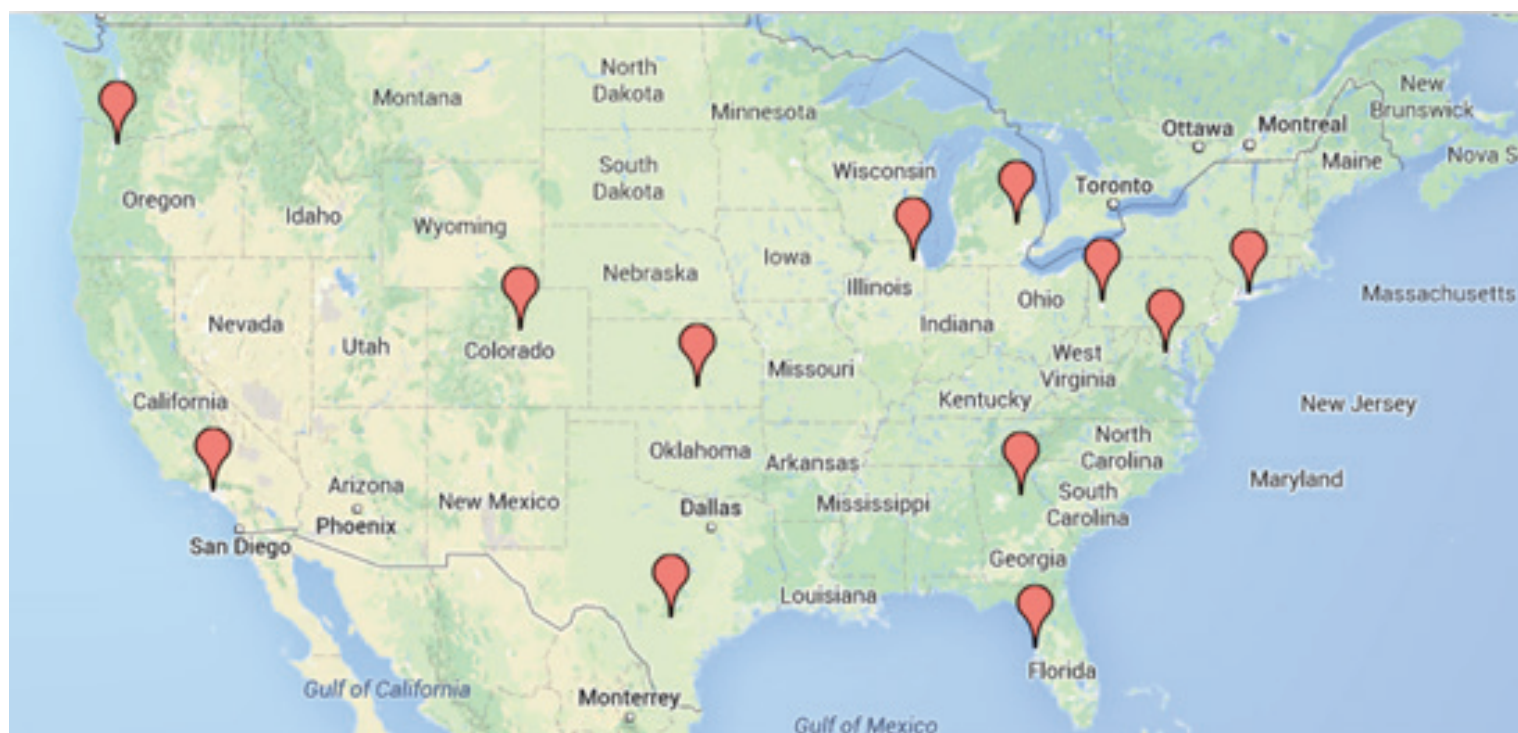 North
Dakota
Montana
Minnesota
New
Brunswick
Ottawa
Montreal
Maine
Nova S
South
Dakota
Wisconsin
Toronto
Oregon
Idaho
Wyoming
Iowa
Nebraska
Illinois
Ohio
Massachusetts
Nevada
Indiana
Utah
Colorado
Missouri
West
Virginia
California
Kentucky
New Jersey
North
Carolina
Oklahoma
Arkansas
Maryland
Arizona
New Mexico
Mississippi
South
Carolina
Dallas
Phoenix
San Diego
Georgia
Louisiana
Florida
Gulf of California
Monterrey
Gulf of Mexico